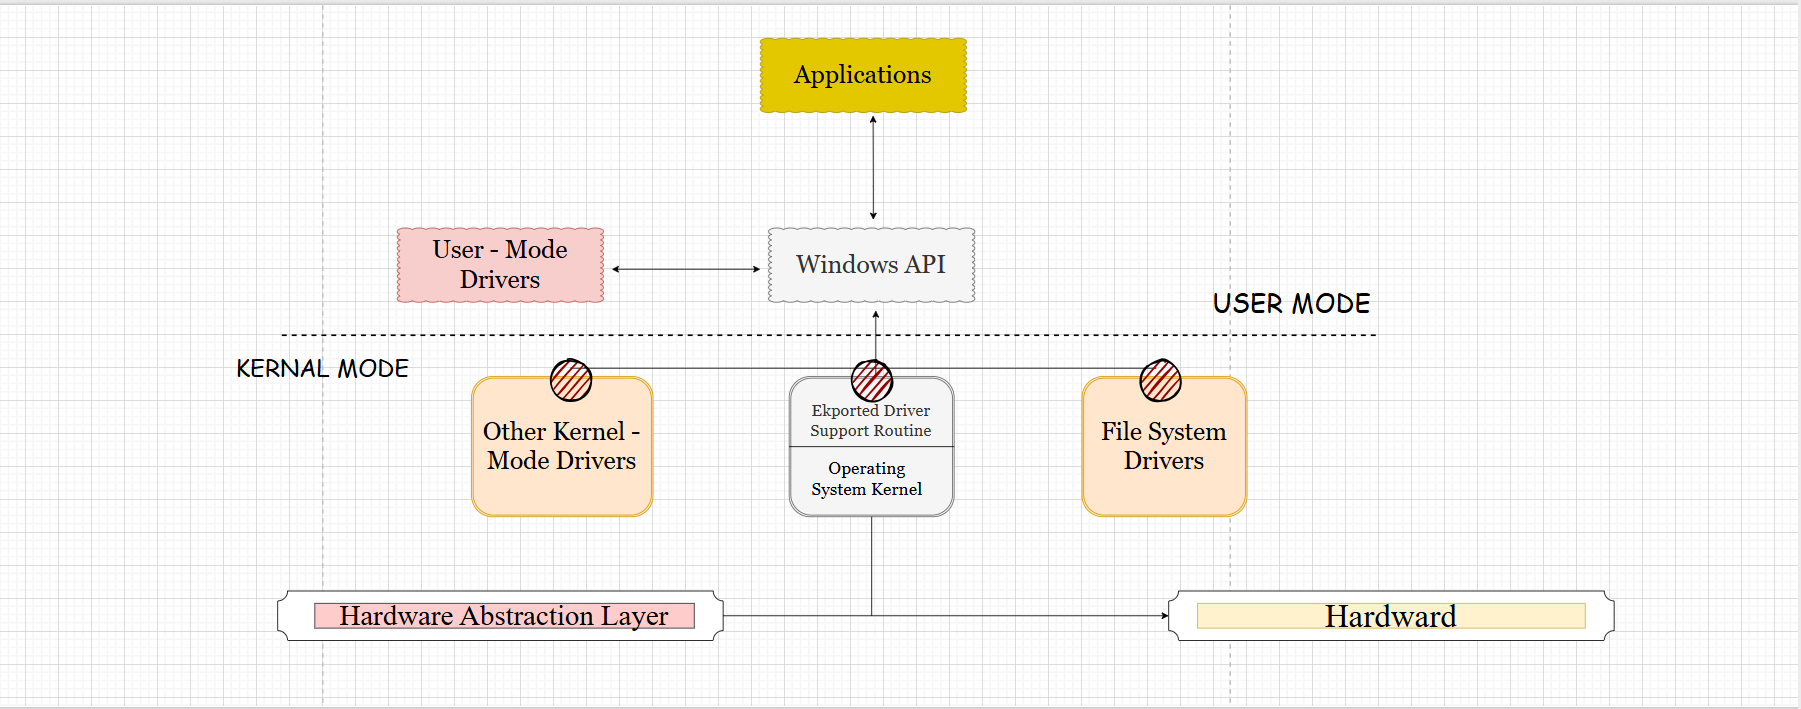 Applications
User - Mode
Drivers
Windows API
USER MODE
KERNAL MODE
Other Kernel -
Mode Drivers
Ekported Driver
Support Routine
Operating
System Kernel
File System
Drivers
Hardware Abstraction Layer
Hardward